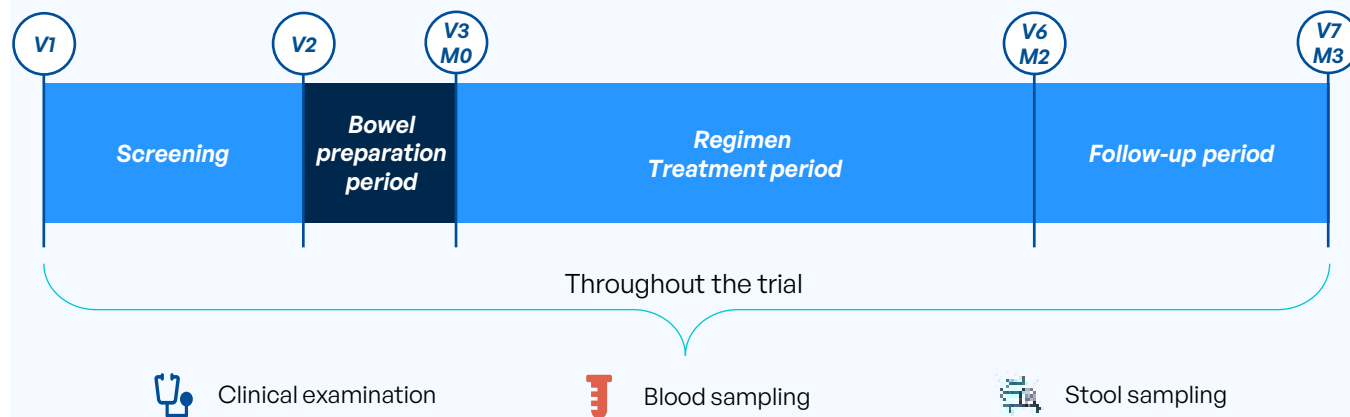 V1
V2
V3
M0
V6
M2
V7
M3
Screening
Bowel
preparation
period
Regimen
Treatment period
Follow-up period
Throughout the trial
Clinical examination
Blood sampling
Stool sampling